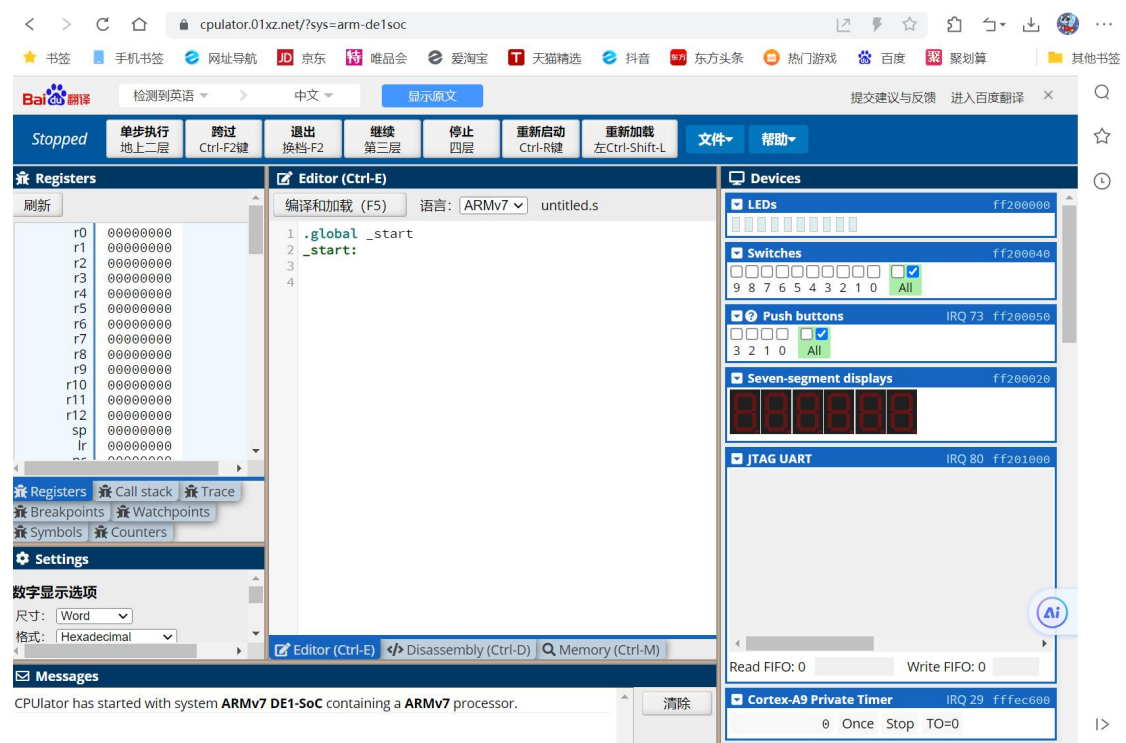 cpulator.01xz.net/?sys=arm-de1soc
书签 手机书签 网址导航 JD 京东 特 唯品会 爱淘宝 T 天猫精选 抖音 东方 东方头条 热门游戏 百度 聚 聚划算 其他书签
Bai du 翻译 检测到英语 中文 显示原文 提交建议与反馈 进入百度翻译 ×
Stopped 单步执行 跨过 退出 继续 停止 重新启动 重新加载 文件 帮助
地上二层 Ctrl-F2键 换档-F2 第三层 四层 Ctrl-R键 左Ctrl-Shift-L
Registers
刷新
r0 00000000
r1 00000000
r2 00000000
r3 00000000
r4 00000000
r5 00000000
r6 00000000
r7 00000000
r8 00000000
r9 00000000
r10 00000000
r11 00000000
r12 00000000
sp 00000000
lr 00000000
pc 00000000
Registers Call stack Trace
Breakpoints Watchpoints
Symbols Counters
Settings
数字显示选项
尺寸: Word
格式: Hexadecimal
Editor (Ctrl-E)
编译和加载 (F5) 语言: ARMv7 untitled.s
1 .global _start
2 _start:
3
4
Editor (Ctrl-E) Disassembly (Ctrl-D) Memory (Ctrl-M)
Messages
CPUlator has started with system ARMv7 DE1-SoC containing a ARMv7 processor.
清除
Devices
LEDs ff200000
Switches ff200040
9 8 7 6 5 4 3 2 1 0 All
Push buttons IRQ 73 ff200050
3 2 1 0 All
Seven-segment displays ff200020
JTAG UART IRQ 80 ff201000
Ai
Read FIFO: 0 Write FIFO: 0
Cortex-A9 Private Timer IRQ 29 fffec600
0 Once Stop TO=0